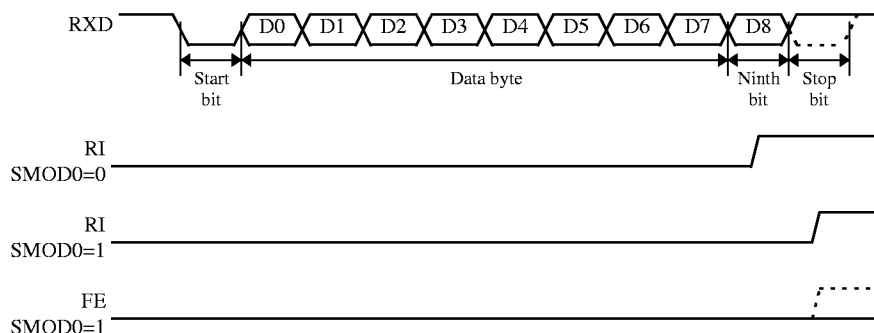 RXD D0 D1 D2 D3 D4 D5 D6 D7 D8
Start bit
Data byte
Ninth bit
Stop bit
RI
SMOD0=0
RI
SMOD0=1
FE
SMOD0=1